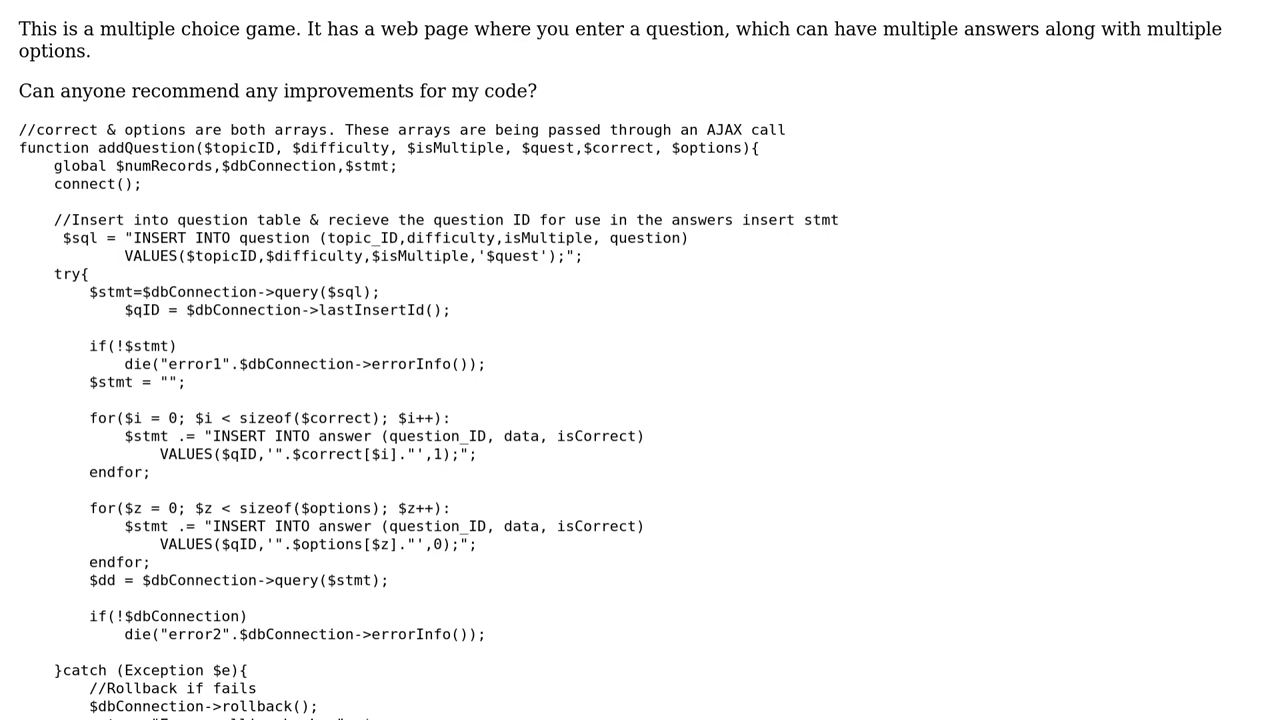 This is a multiple choice game. It has a web page where you enter a question, which can have multiple answers along with multiple
options.
Can anyone recommend any improvements for my code?
//correct & options are both arrays. These arrays are being passed through an AJAX call
function addQuestion($topicID, $difficulty, $isMultiple, $quest,$correct, $options){
    global $numRecords,$dbConnection,$stmt;
    connect();
    //Insert into question table & recieve the question ID for use in the answers insert stmt
     $sql = "INSERT INTO question (topic_ID,difficulty,isMultiple, question)
            VALUES($topicID,$difficulty,$isMultiple,'$quest');";
    try{
        $stmt=$dbConnection->query($sql);
            $qID = $dbConnection->lastInsertId();
        if(!$stmt)
            die("error1".$dbConnection->errorInfo());
        $stmt = "";
        for($i = 0; $i < sizeof($correct); $i++):
            $stmt .= "INSERT INTO answer (question_ID, data, isCorrect)
                VALUES($qID,'".$correct[$i]."',1);";
        endfor;
        for($z = 0; $z < sizeof($options); $z++):
            $stmt .= "INSERT INTO answer (question_ID, data, isCorrect)
                VALUES($qID,'".$options[$z]."',0);";
        endfor;
        $dd = $dbConnection->query($stmt);
        if(!$dbConnection)
            die("error2".$dbConnection->errorInfo());
    }catch (Exception $e){
        //Rollback if fails
        $dbConnection->rollback();